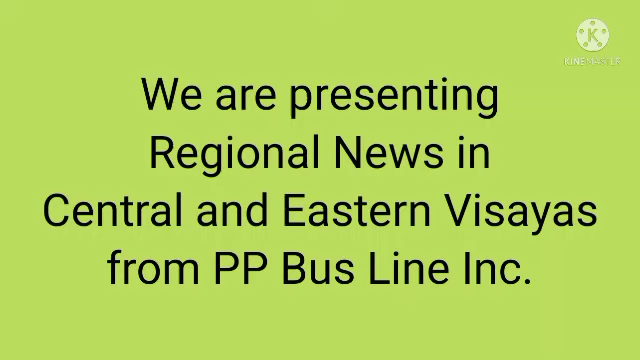 K
KINEMASTER
We are presenting
Regional News in
Central and Eastern Visayas
from PP Bus Line Inc.